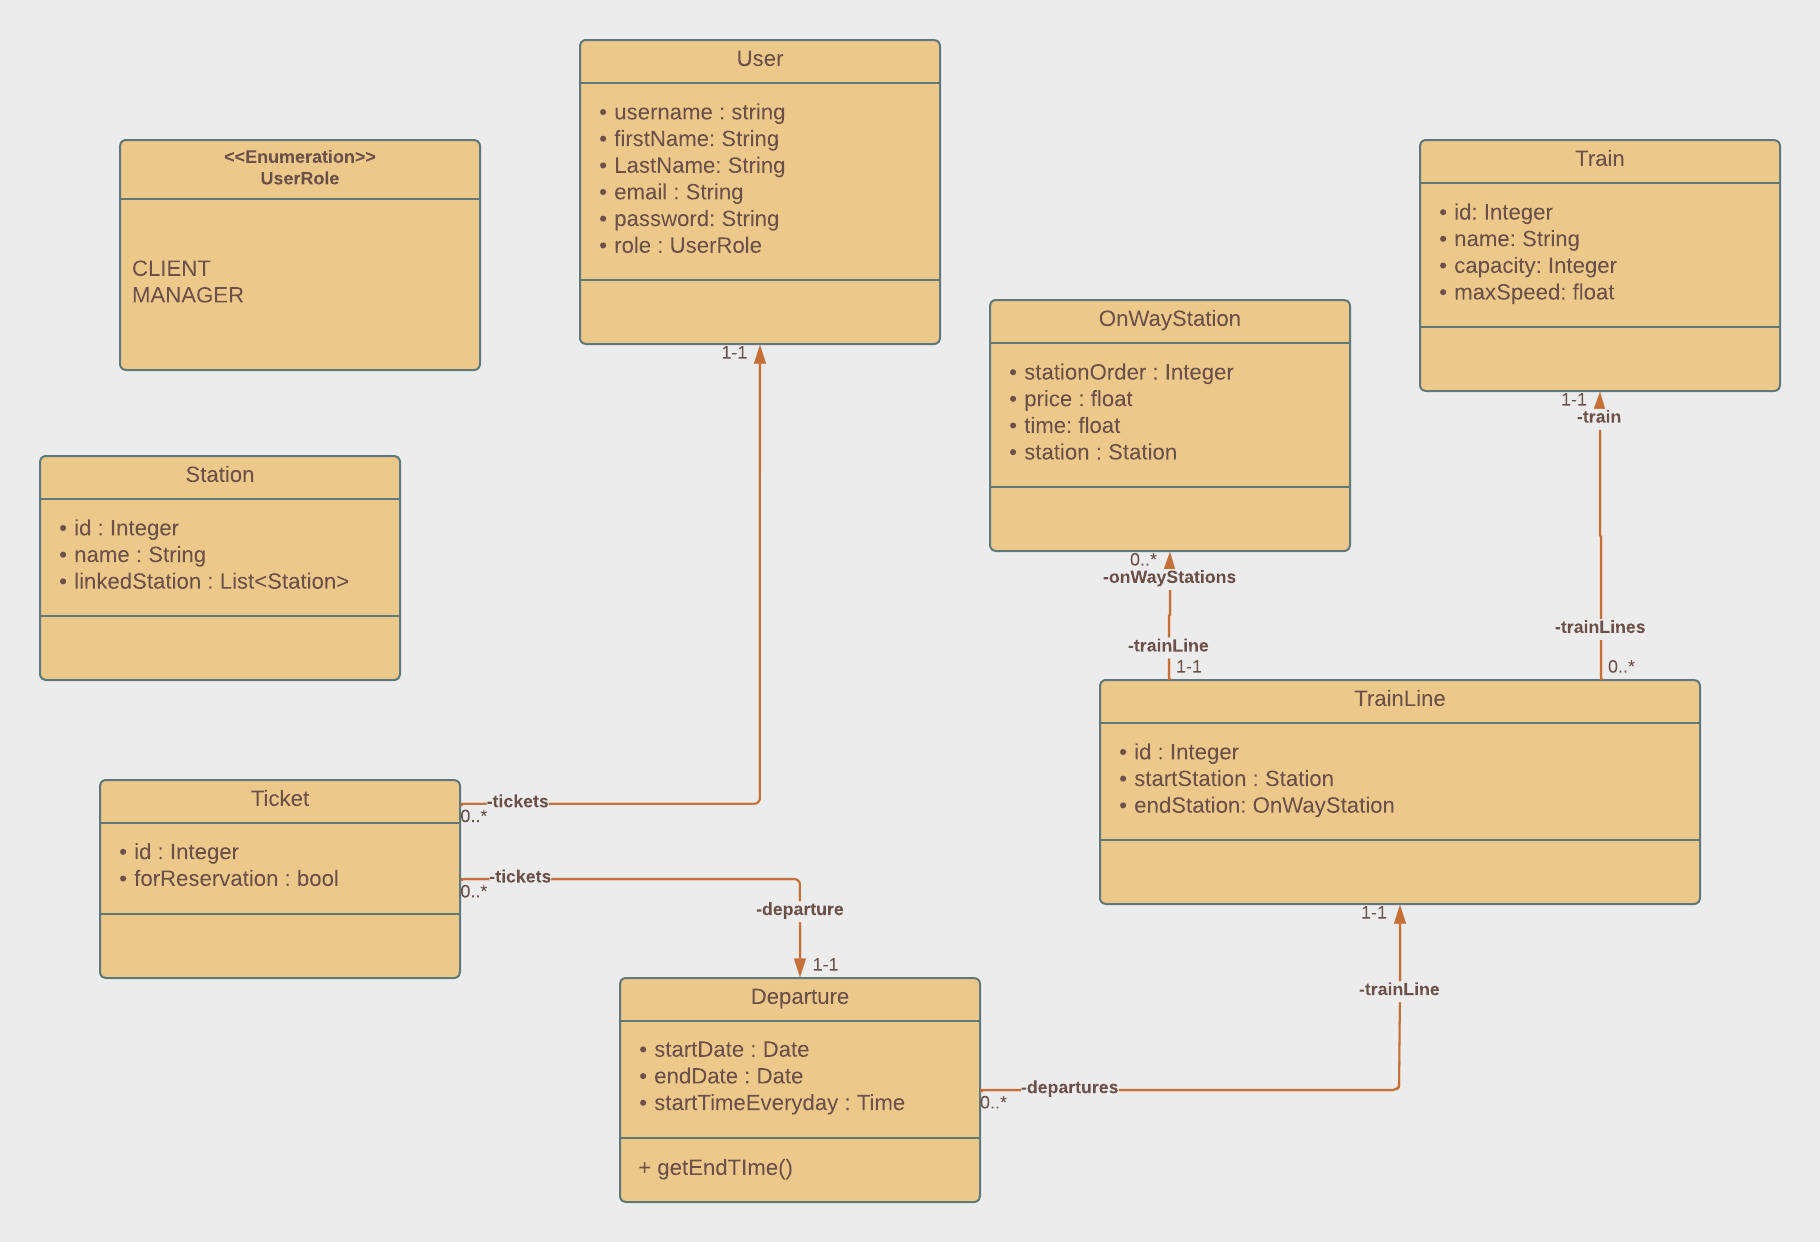 User
• username : string
• firstName: String
• LastName: String
• email : String
• password: String
• role : UserRole
1-1
<<Enumeration>>
UserRole
CLIENT
MANAGER
Train
• id: Integer
• name: String
• capacity: Integer
• maxSpeed: float
1-1
-train
-trainLines
0..*
OnWayStation
• stationOrder : Integer
• price : float
• time: float
• station : Station
0..*
-onWayStations
-trainLine
1-1
Station
• id : Integer
• name : String
• linkedStation : List<Station>
TrainLine
• id : Integer
• startStation : Station
• endStation: OnWayStation
1-1
-trainLine
Ticket
• id : Integer
• forReservation : bool
-tickets
0..*
-tickets
0..*
-departure
1-1
Departure
• startDate : Date
• endDate : Date
• startTimeEveryday : Time
+ getEndTIme()
-departures
0..*